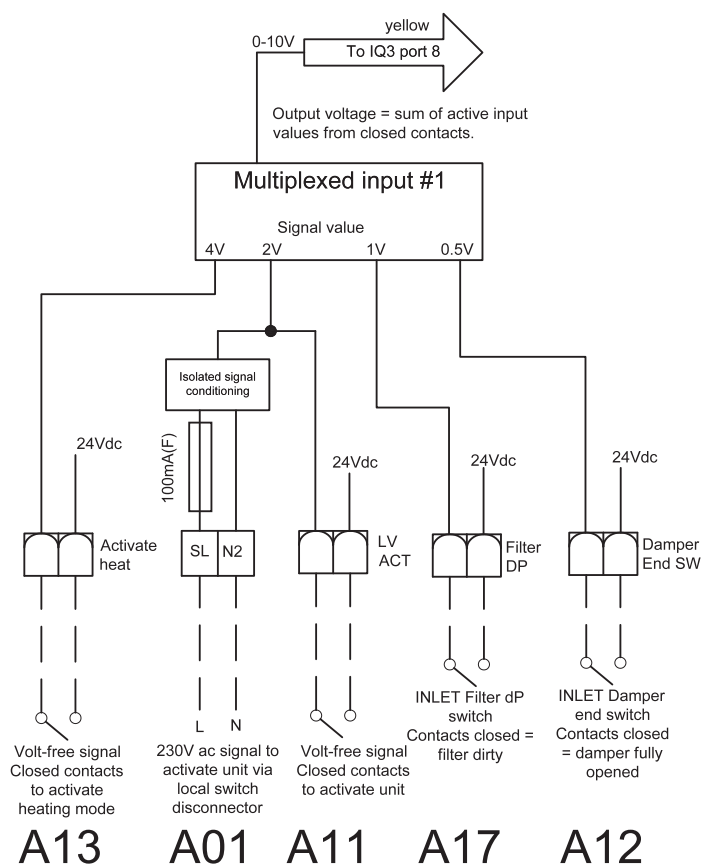 yellow
0-10V
To IQ3 port 8
Output voltage = sum of active input
values from closed contacts.
Multiplexed input #1
Signal value
4V 2V 1V 0.5V
Isolated signal
conditioning
100mA(F)
24Vdc
24Vdc
24Vdc
24Vdc
Activate
heat
SL N2
LV
ACT
Filter
DP
Damper
End SW
L N
Volt-free signal
Closed contacts
to activate
heating mode
230V ac signal to
activate unit via
local switch
disconnector
Volt-free signal
Closed contacts
to activate unit
INLET Filter dP
switch
Contacts closed =
filter dirty
INLET Damper
end switch
Contacts closed
= damper fully
opened
A13 A01 A11 A17 A12